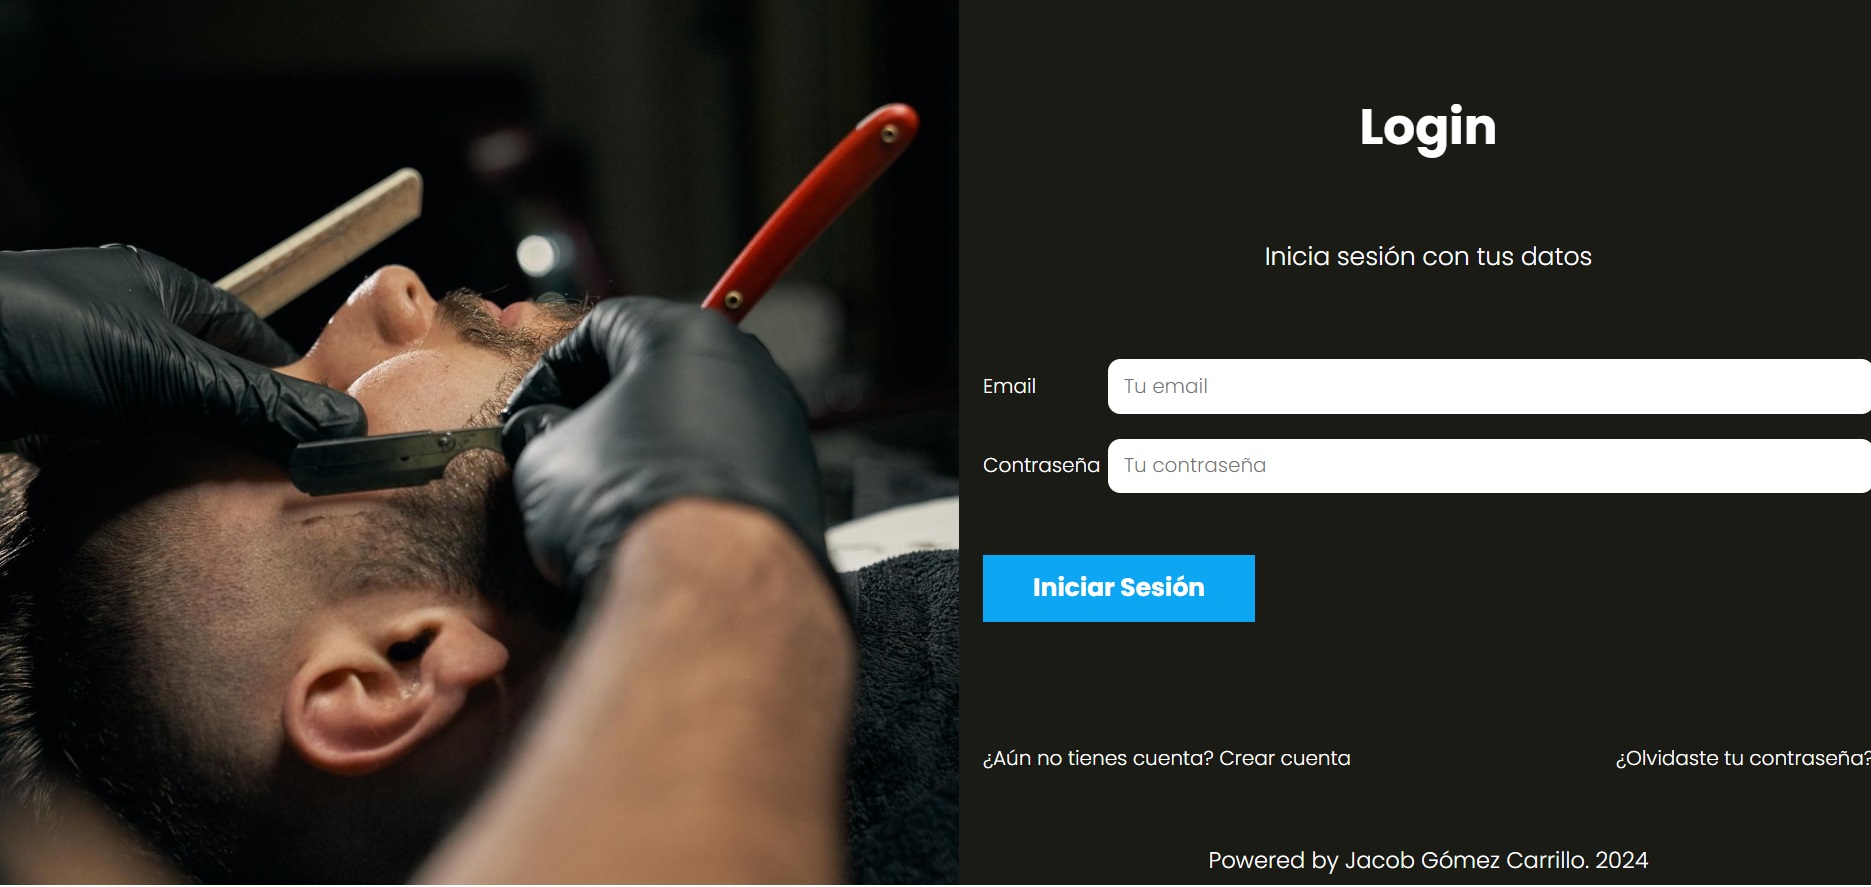 Login
Inicia sesión con tus datos
Email
Tu email
Contraseña
Tu contraseña
Iniciar Sesión
¿Aún no tienes cuenta? Crear cuenta
¿Olvidaste tu contraseña?
Powered by Jacob Gómez Carrillo. 2024